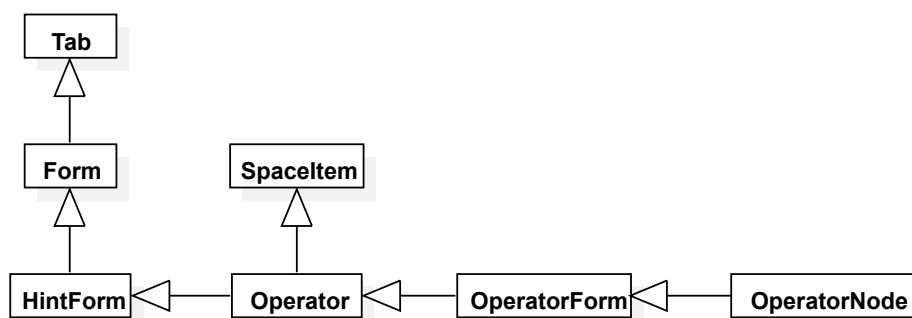 Tab
Form
SpaceItem
HintForm
Operator
OperatorForm
OperatorNode